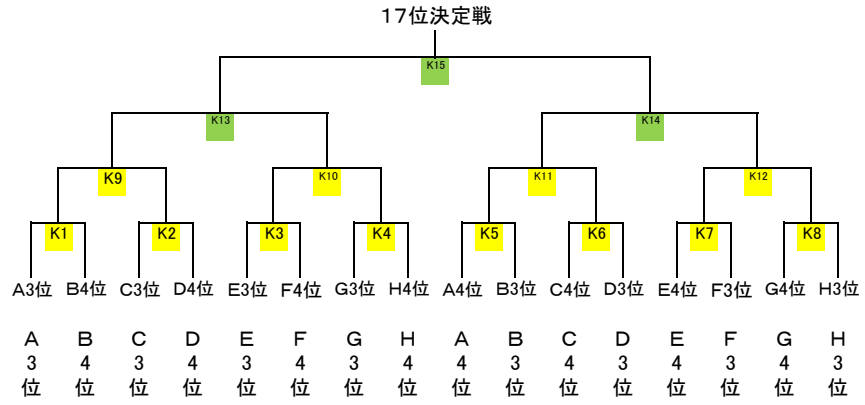 17位決定戦
K15
K13 K14
K9 K10 K11 K12
K1 K2 K3 K4 K5 K6 K7 K8
A3位 B4位 C3位 D4位 E3位 F4位 G3位 H4位 A4位 B3位 C4位 D3位 E4位 F3位 G4位 H3位
A B C D E F G H A B C D E F G H
3 4 3 4 3 4 3 4 4 3 4 3 4 3 4 3
位 位 位 位 位 位 位 位 位 位 位 位 位 位 位 位